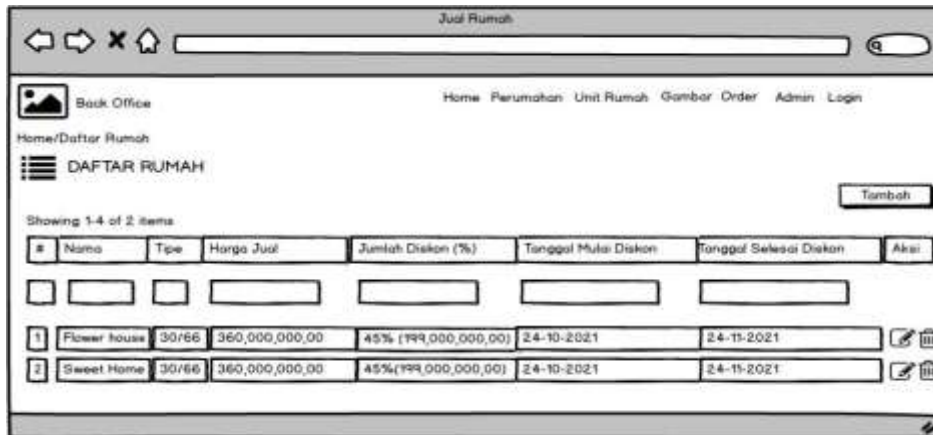 Jual Rumah
Back Office Home Perumahan Unit Rumah Gambar Order Admin Login
Home/Daftar Rumah
DAFTAR RUMAH
Tambah
Showing 1-4 of 2 items
# Nama Tipe Harga Jual Jumlah Diskon (%) Tanggal Mulai Diskon Tanggal Selesai Diskon Aksi
1 Flower house 30/66 360,000,000,00 45% (199,000,000,00) 24-10-2021 24-11-2021
2 Sweet Home 30/66 360,000,000,00 45%(199,000,000,00) 24-10-2021 24-11-2021